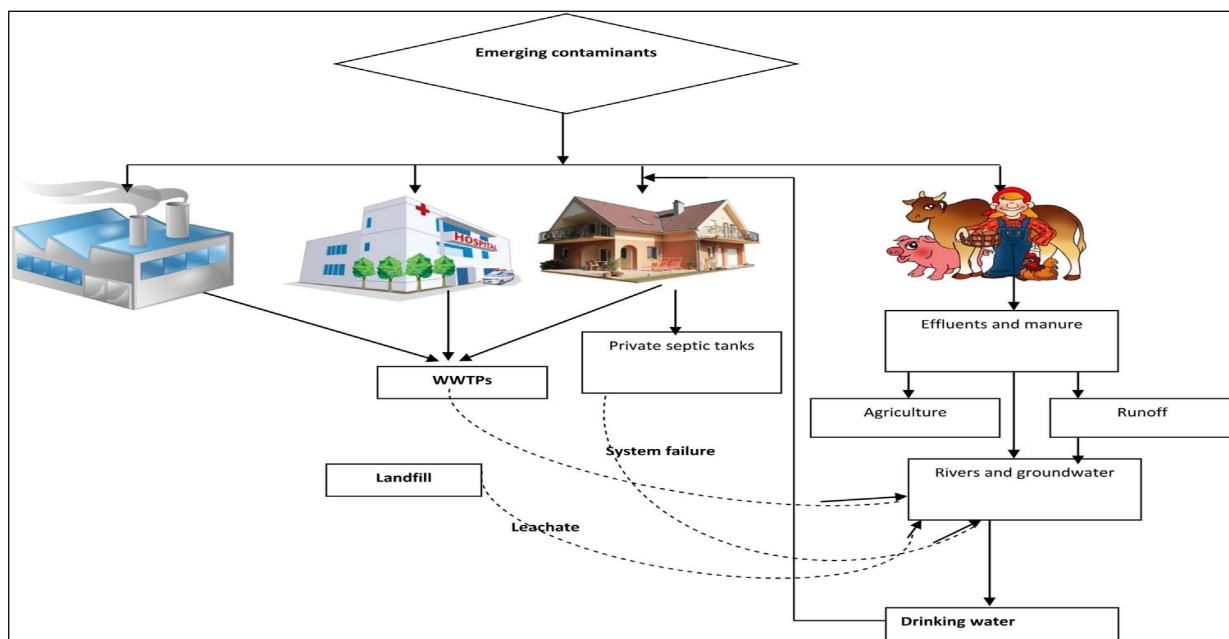 Emerging contaminants
HOSPITAL
Effluents and manure
Private septic tanks
WWTPs
Agriculture
Runoff
System failure
Landfill
Rivers and groundwater
Leachate
Drinking water